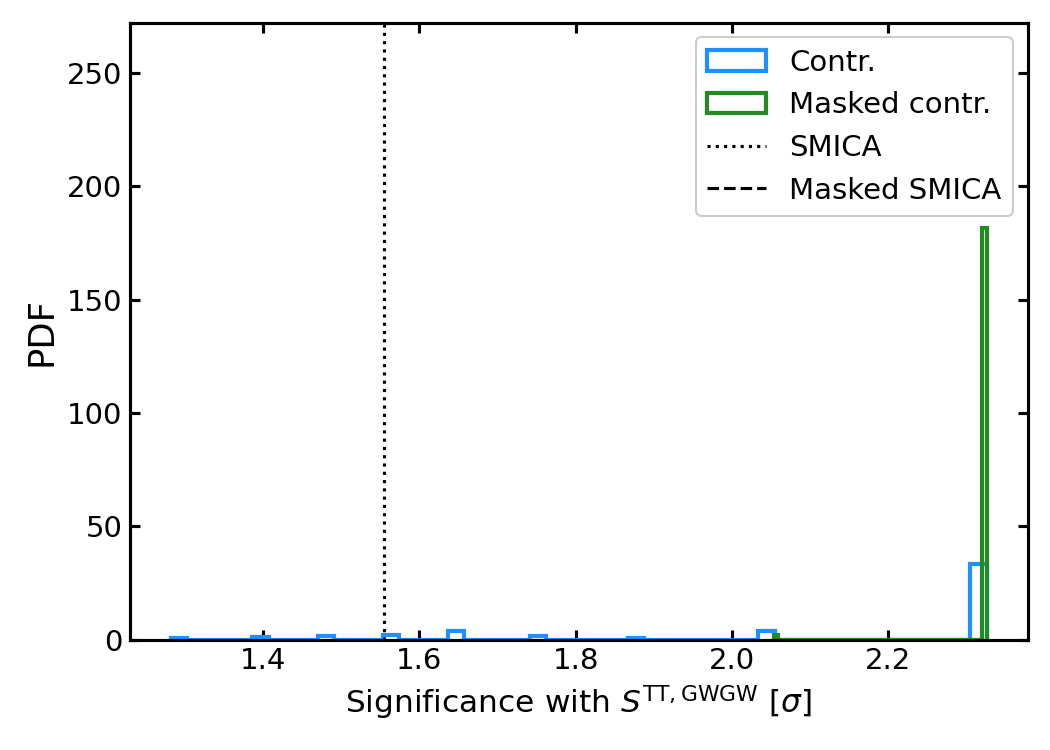 250
200
150
100
50
0
PDF
Contr.
Masked contr.
SMICA
Masked SMICA
1.4 1.6 1.8 2.0 2.2
Significance with S^{TT, GWGW} [σ]